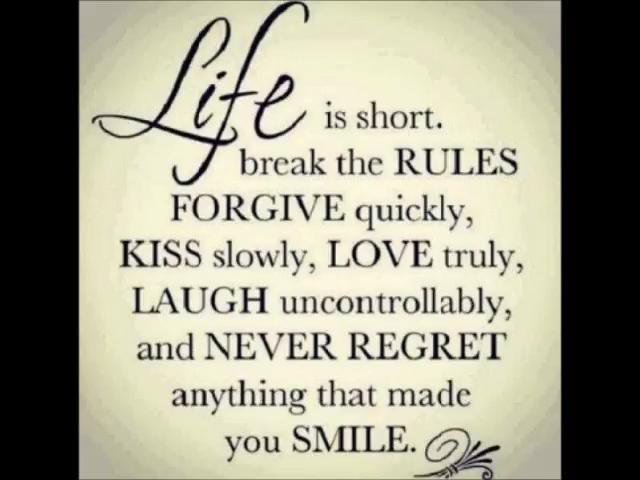 Life is short.
break the RULES
FORGIVE quickly,
KISS slowly, LOVE truly,
LAUGH uncontrollably,
and NEVER REGRET
anything that made
you SMILE.